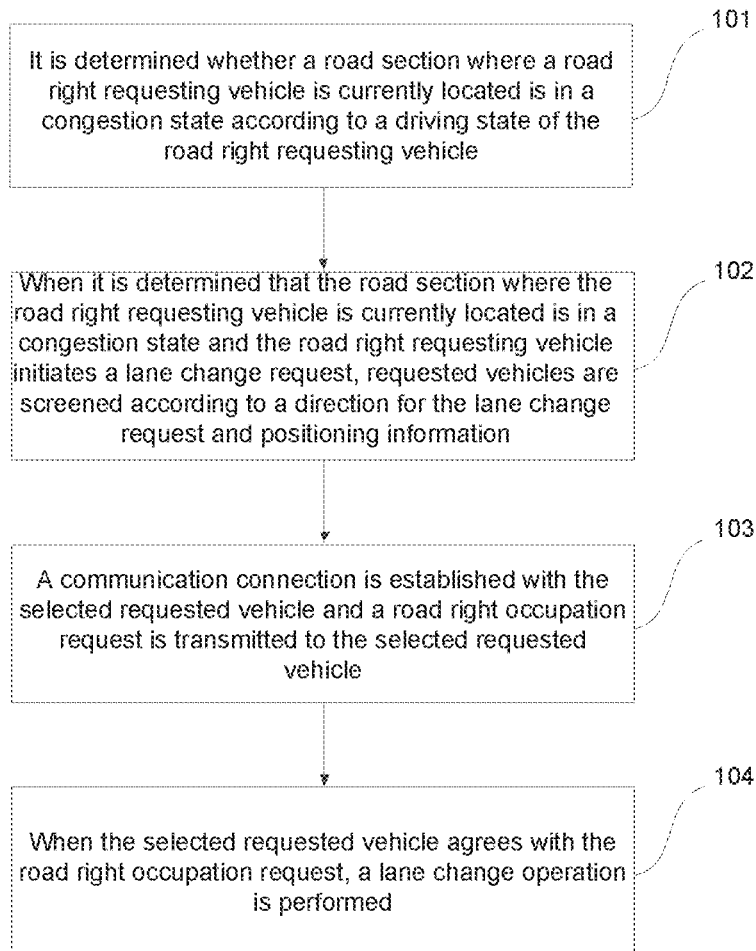 101
It is determined whether a road section where a road
right requesting vehicle is currently located is in a
congestion state according to a driving state of the
road right requesting vehicle
102
When it is determined that the road section where the
road right requesting vehicle is currently located is in a
congestion state and the road right requesting vehicle
initiates a lane change request, requested vehicles are
screened according to a direction for the lane change
request and positioning information
103
A communication connection is established with the
selected requested vehicle and a road right occupation
request is transmitted to the selected requested
vehicle
104
When the selected requested vehicle agrees with the
road right occupation request, a lane change operation
is performed